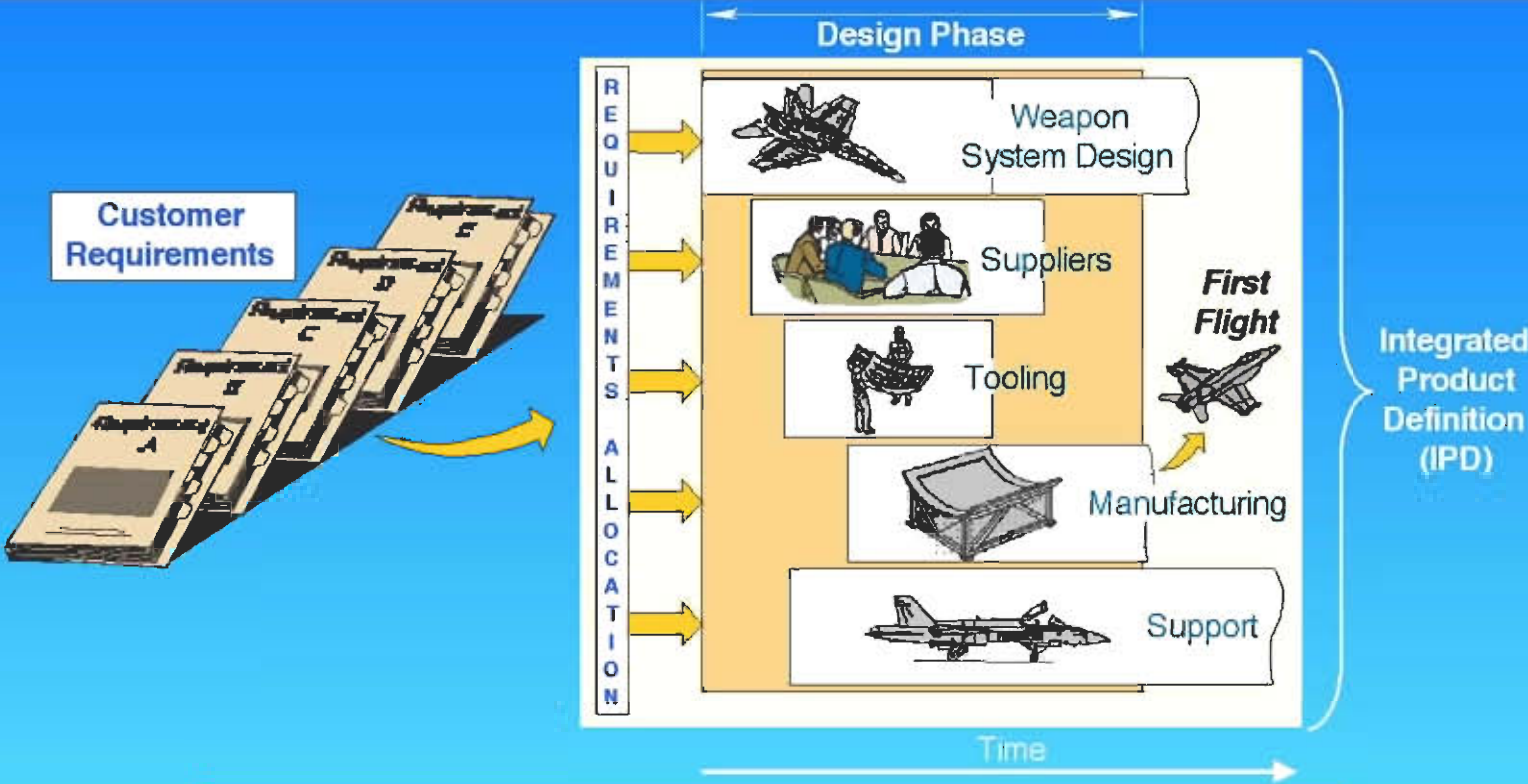 Design Phase
Customer
Requirements
REQUIREMENTS ALLOCATION
Weapon
System Design
Suppliers
Tooling
Manufacturing
Support
First
Flight
Integrated
Product
Definition
(IPD)
Time
A
C